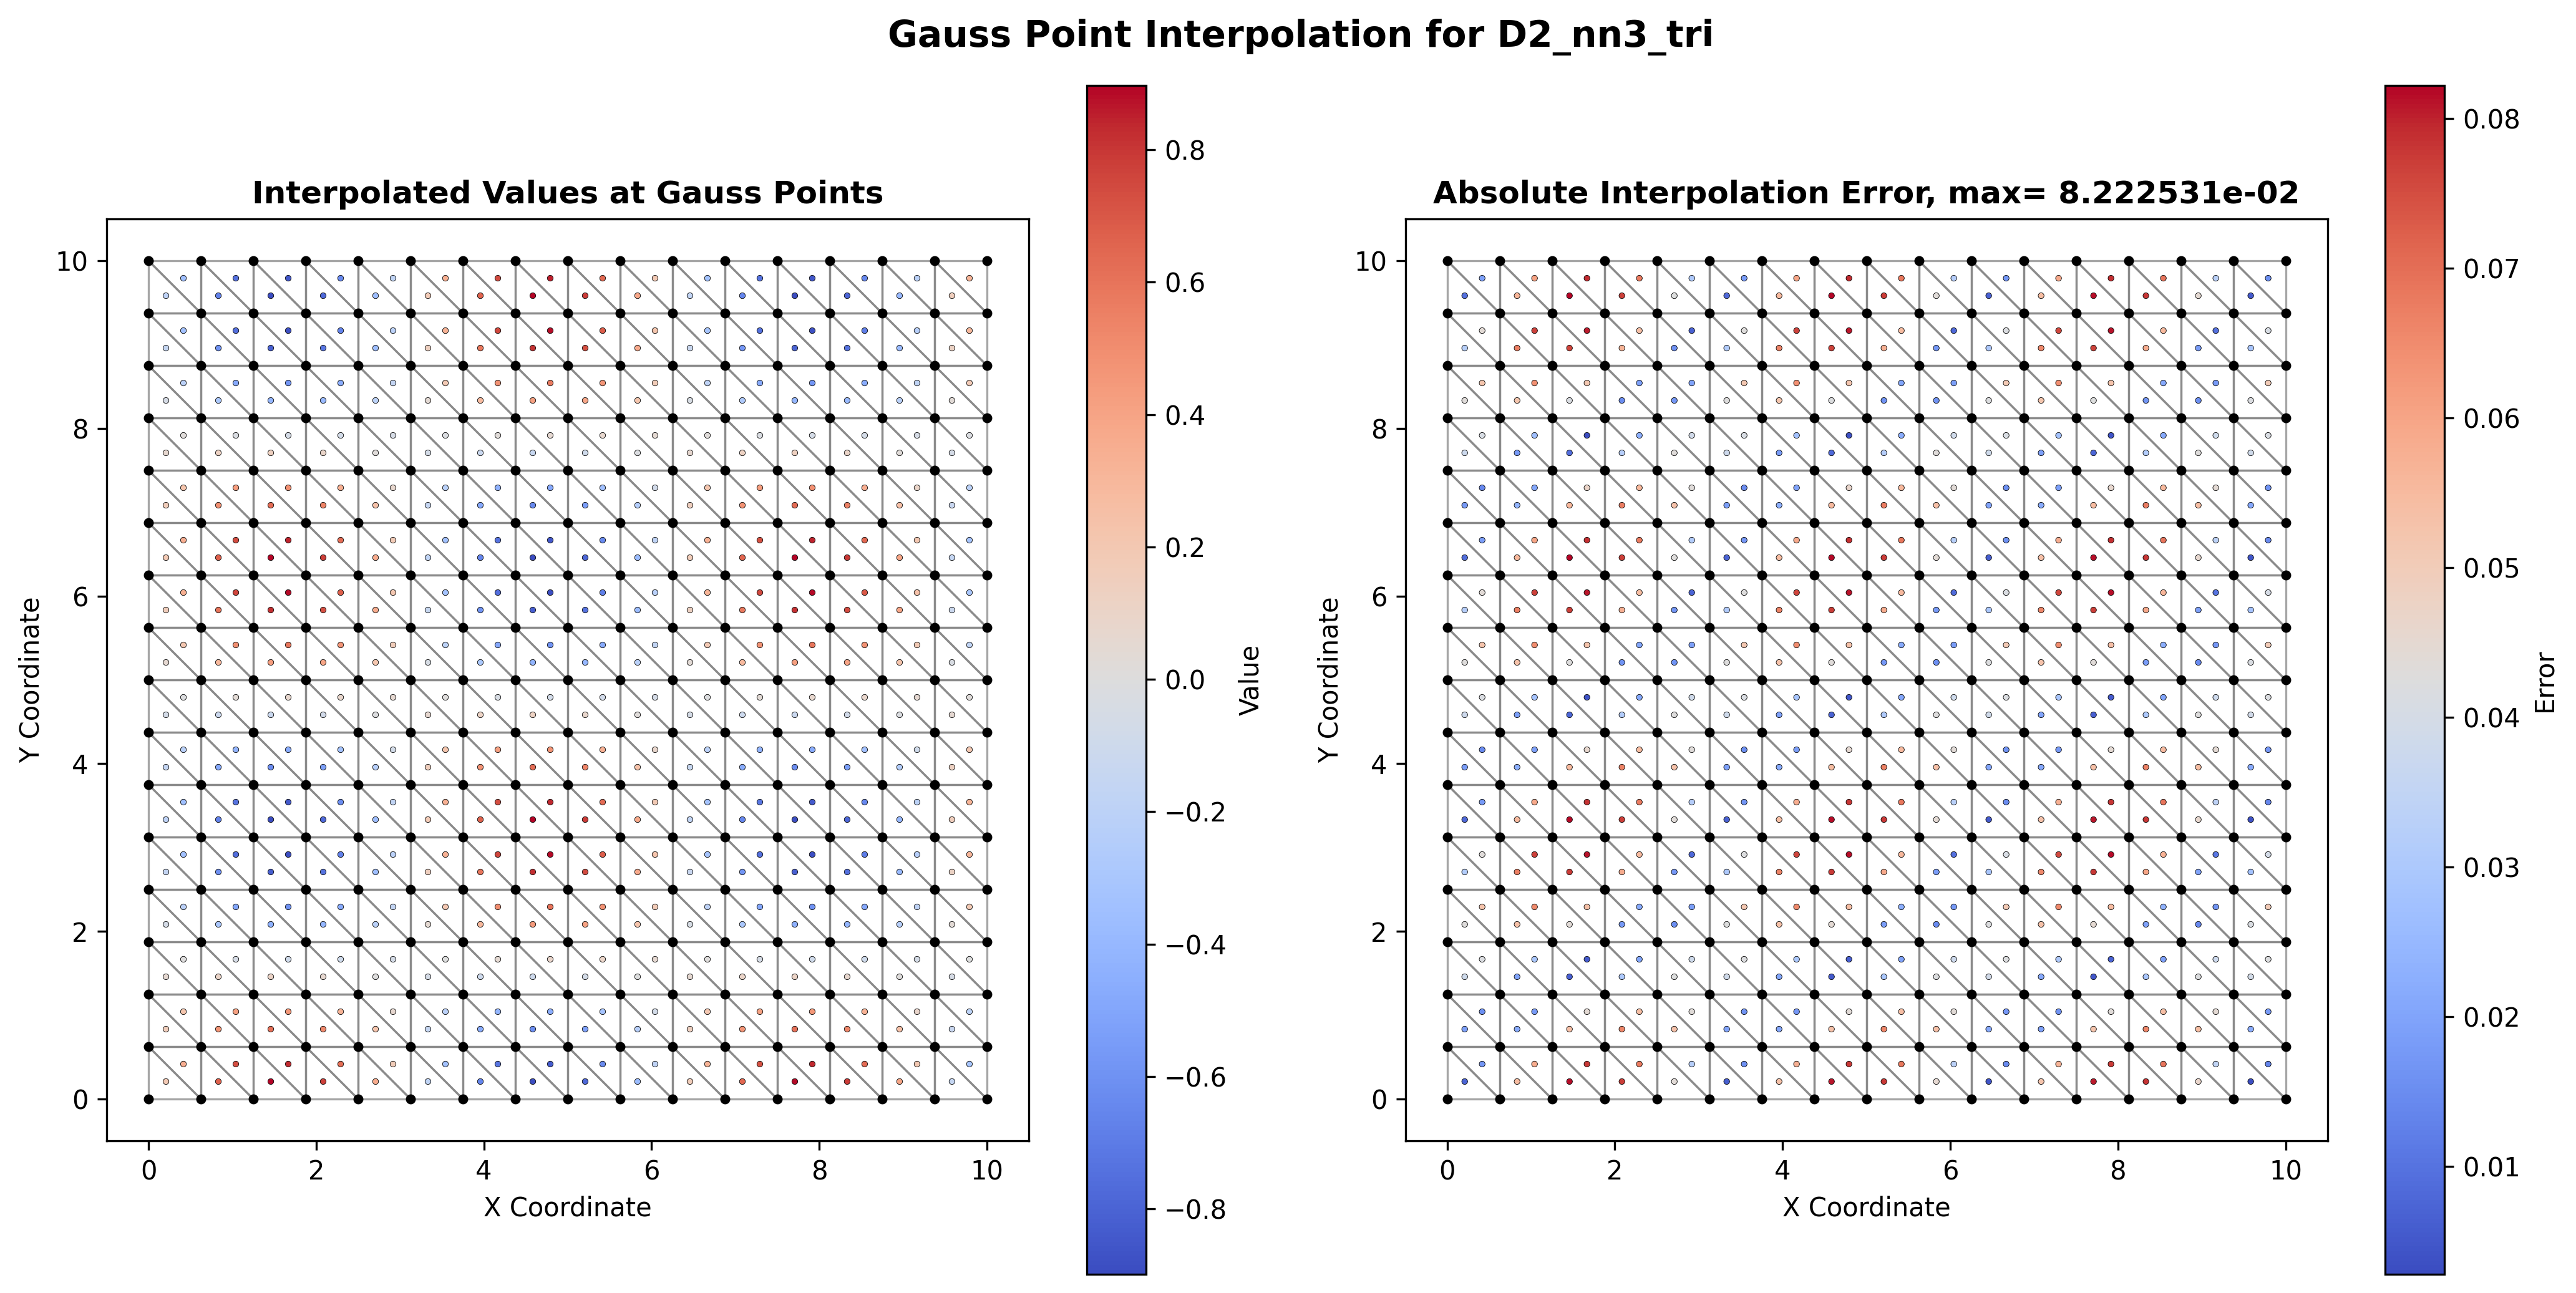 Gauss Point Interpolation for D2_nn3_tri
Interpolated Values at Gauss Points
10
8
6
4
2
0
Y Coordinate
0 2 4 6 8 10
X Coordinate
0.8
0.6
0.4
0.2
0.0
−0.2
−0.4
−0.6
−0.8
Value
Absolute Interpolation Error, max= 8.222531e-02
10
8
6
4
2
0
Y Coordinate
0 2 4 6 8 10
X Coordinate
0.08
0.07
0.06
0.05
0.04
0.03
0.02
0.01
Error